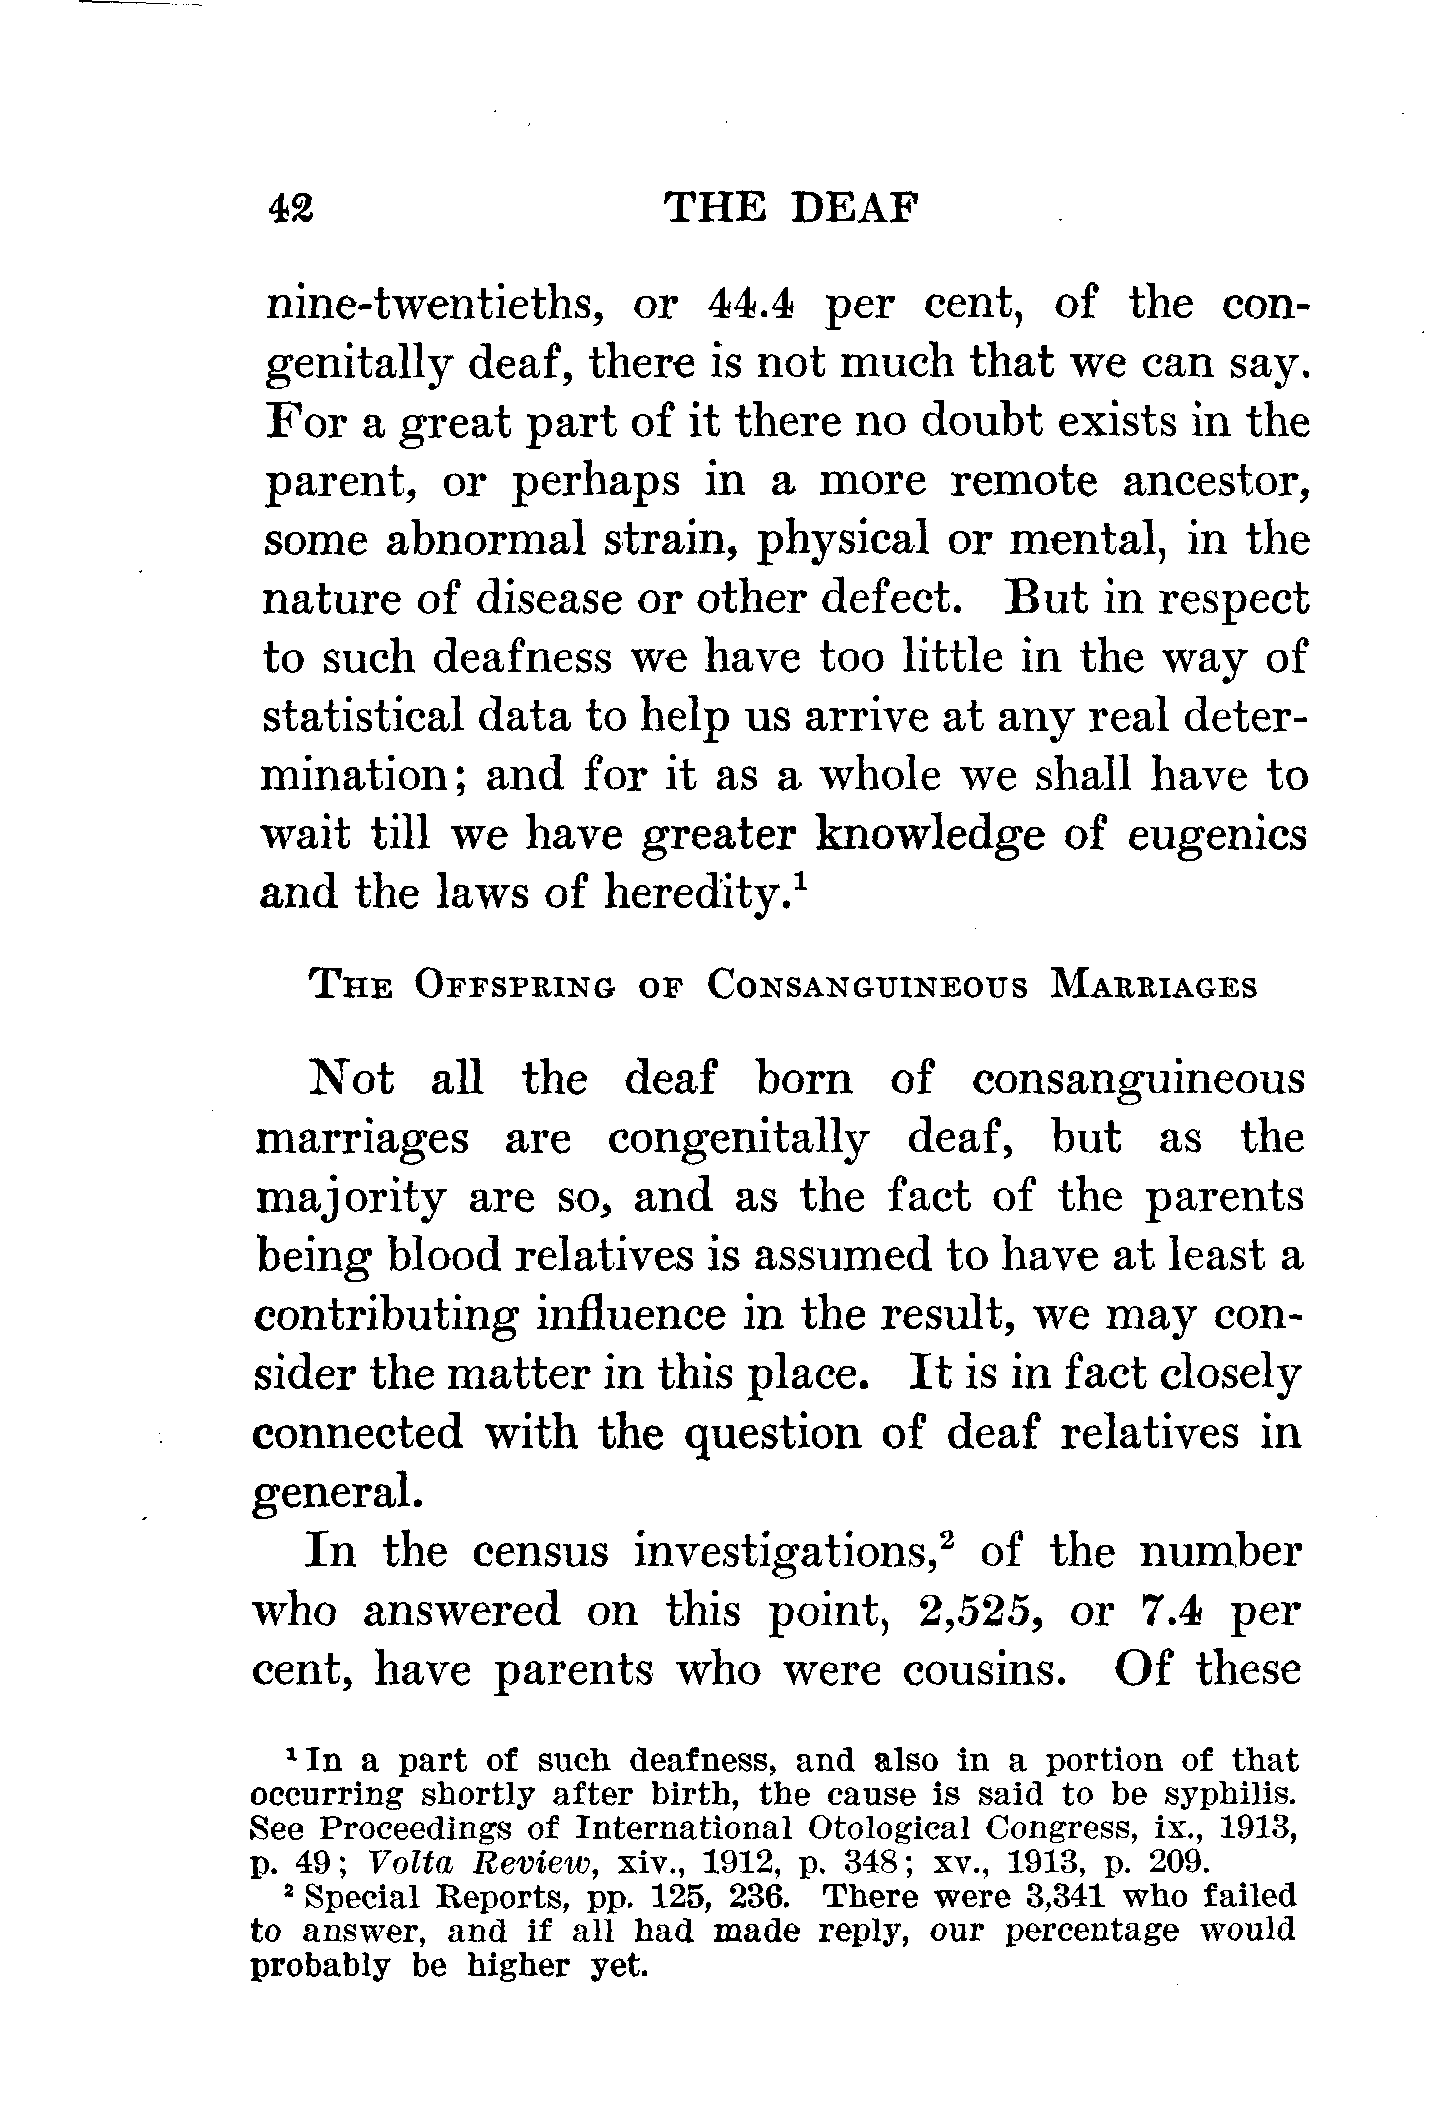 42 THE DEAF
nine-twentieths, or 44.4 per cent, of the con-
genitally deaf, there is not much that we can say.
For a great part of it there no doubt exists in the
parent, or perhaps in a more remote ancestor,
some abnormal strain, physical or mental, in the
nature of disease or other defect. But in respect
to such deafness we have too little in the way of
statistical data to help us arrive at any real deter-
mination; and for it as a whole we shall have to
wait till we have greater knowledge of eugenics
and the laws of heredity.¹
THE OFFSPRING OF CONSANGUINEOUS MARRIAGES
Not all the deaf born of consanguineous
marriages are congenitally deaf, but as the
majority are so, and as the fact of the parents
being blood relatives is assumed to have at least a
contributing influence in the result, we may con-
sider the matter in this place. It is in fact closely
connected with the question of deaf relatives in
general.
In the census investigations,² of the number
who answered on this point, 2,525, or 7.4 per
cent, have parents who were cousins. Of these
¹ In a part of such deafness, and also in a portion of that
occurring shortly after birth, the cause is said to be syphilis.
See Proceedings of International Otological Congress, ix., 1913,
p. 49; Volta Review, xiv., 1912, p. 348; xv., 1913, p. 209.
² Special Reports, pp. 125, 236. There were 3,341 who failed
to answer, and if all had made reply, our percentage would
probably be higher yet.